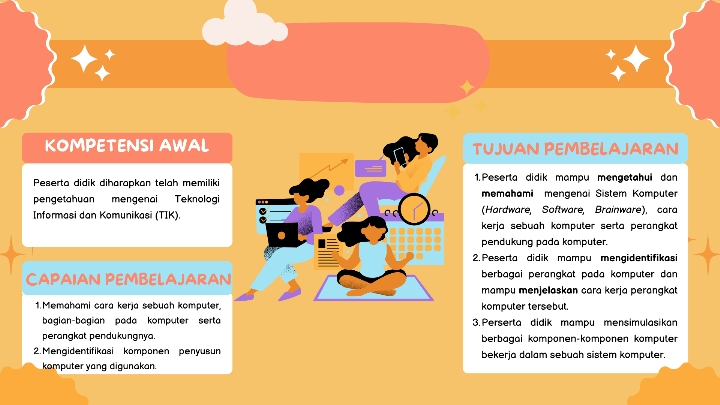 KOMPETENSI AWAL
Peserta didik diharapkan telah memiliki
pengetahuan mengenai Teknologi
Informasi dan Komunikasi (TIK).
CAPAIAN PEMBELAJARAN
1. Memahami cara kerja sebuah komputer,
bagian-bagian pada komputer serta
perangkat pendukungnya.
2. Mengidentifikasi komponen penyusun
komputer yang digunakan.
TUJUAN PEMBELAJARAN
1. Peserta didik mampu mengetahui dan
memahami mengenai Sistem Komputer
(Hardware, Software, Brainware), cara
kerja sebuah komputer serta perangkat
pendukung pada komputer.
2. Peserta didik mampu mengidentifikasi
berbagai perangkat pada komputer dan
mampu menjelaskan cara kerja perangkat
komputer tersebut.
3. Perserta didik mampu mensimulasikan
berbagai komponen-komponen komputer
bekerja dalam sebuah sistem komputer.